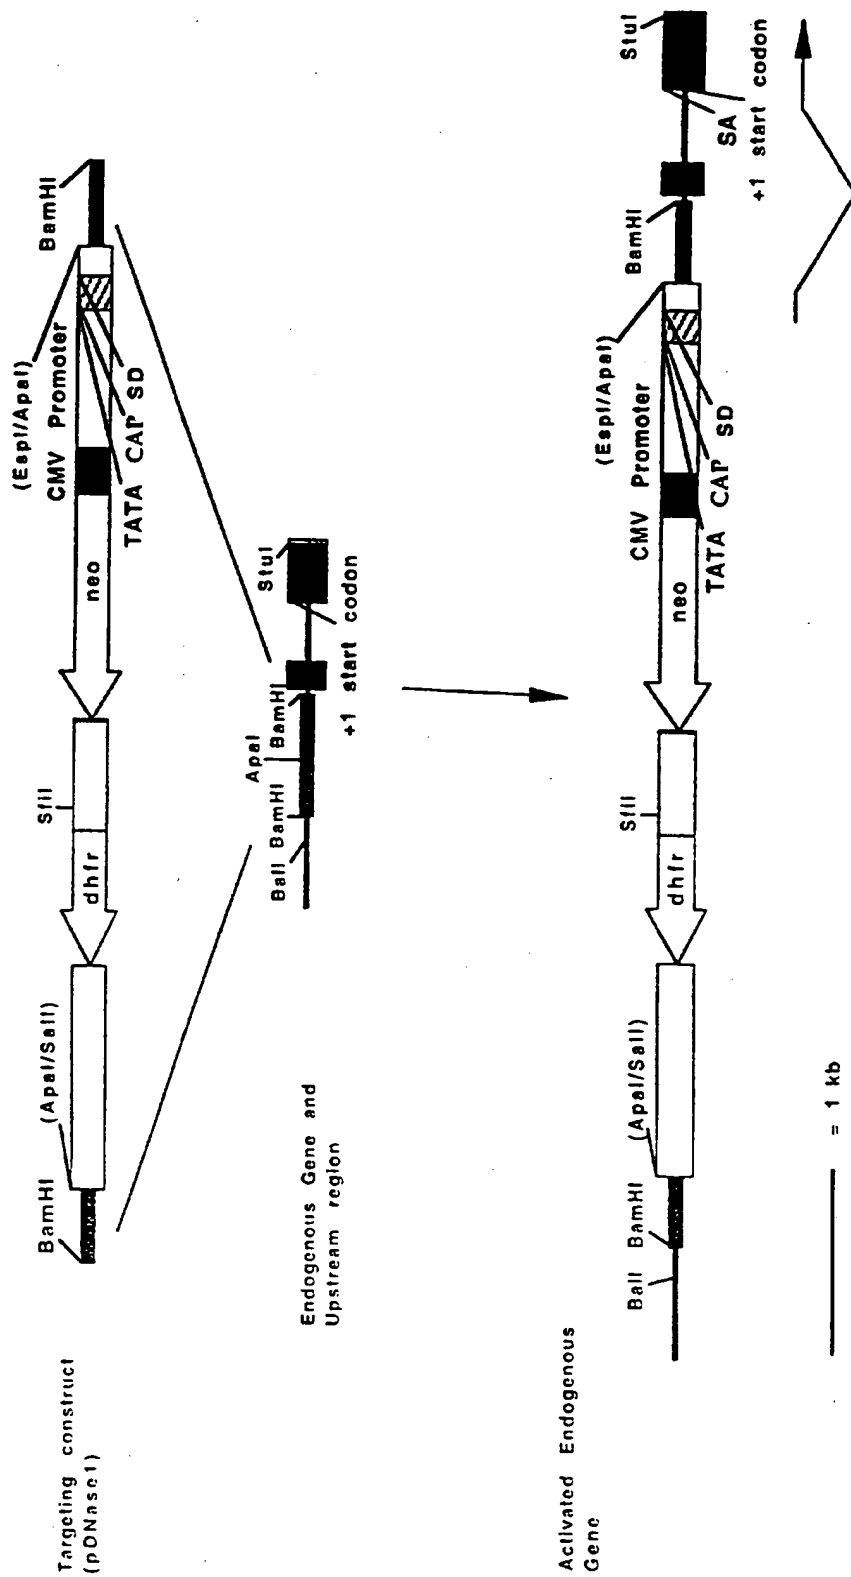 Targeting construct
(pDNase1)
BamHI
(ApaI/SalI)
dhfr
SfiI
neo
CMV Promoter
(EspI/ApaI)
TATA
CAP
SD
BamHI
Endogenous Gene and
Upstream region
BalI
BamHI
ApaI
BamHI
StuI
+1 start codon
Activated Endogenous
Gene
BalI
BamHI
(ApaI/SalI)
dhfr
SfiI
neo
CMV Promoter
(EspI/ApaI)
TATA
CAP
SD
BamHI
SA
StuI
+1 start codon
= 1 kb